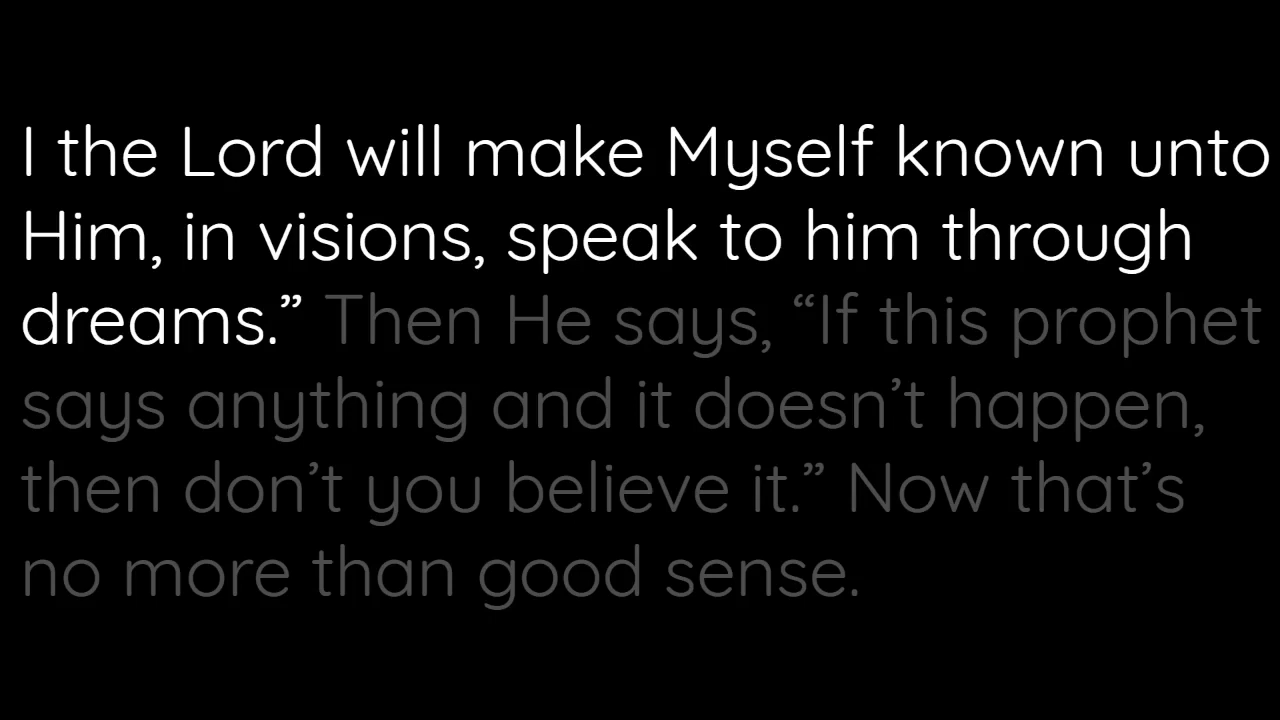 I the Lord will make Myself known unto
Him, in visions, speak to him through
dreams.” Then He says, “If this prophet
says anything and it doesn’t happen,
then don’t you believe it.” Now that’s
no more than good sense.